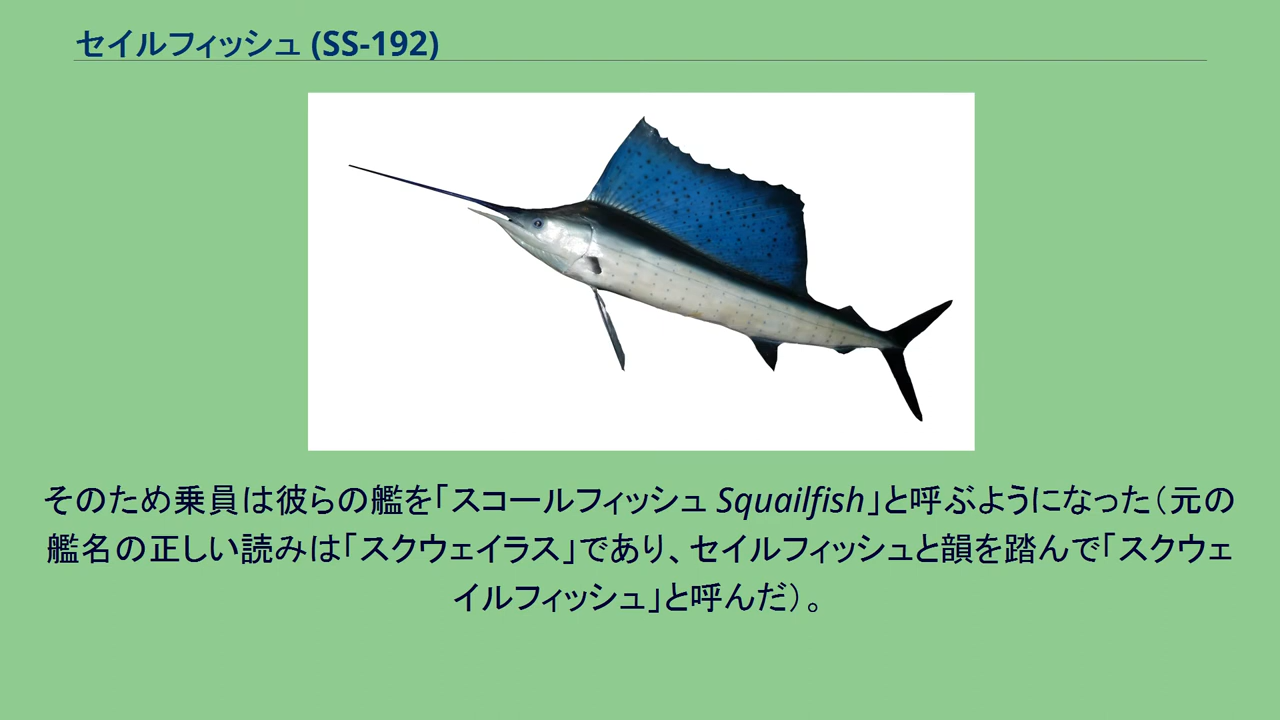 セイルフィッシュ (SS-192)
そのため乗員は彼らの艦を「スコールフィッシュ Squailfish」と呼ぶようになった（元の
艦名の正しい読みは「スクウェイラス」であり、セイルフィッシュと韻を踏んで「スクウェ
イルフィッシュ」と呼んだ）。